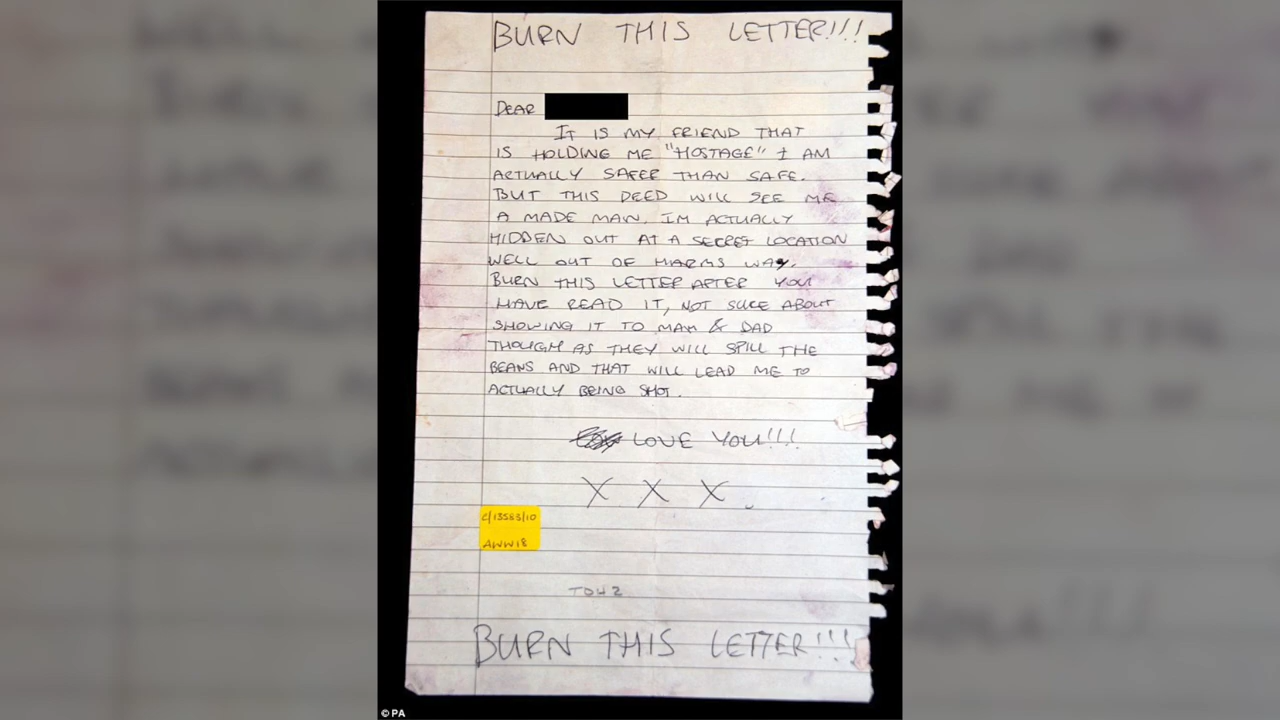 BURN THIS LETTER!!!
DEAR
IT IS MY FRIEND THAT
IS HOLDING ME "HOSTAGE" I AM
ACTUALLY SAFER THAN SAFE.
BUT THIS DEED WILL SEE ME
A MADE MAN. IM ACTUALLY
HIDDEN OUT AT A SECRET LOCATION
WELL OUT OF HARMS WAY.
BURN THIS LETTER AFTER YOU
HAVE READ IT, NOT SURE ABOUT
SHOWING IT TO MAM & DAD
THOUGH AS THEY WILL SPILL THE
BEANS AND THAT WILL LEAD ME TO
ACTUALLY BEING SHOT.
LOVE YOU!!!
X X X
C/13583/10
AWW18
TDH2
BURN THIS LETTER!!!
© PA